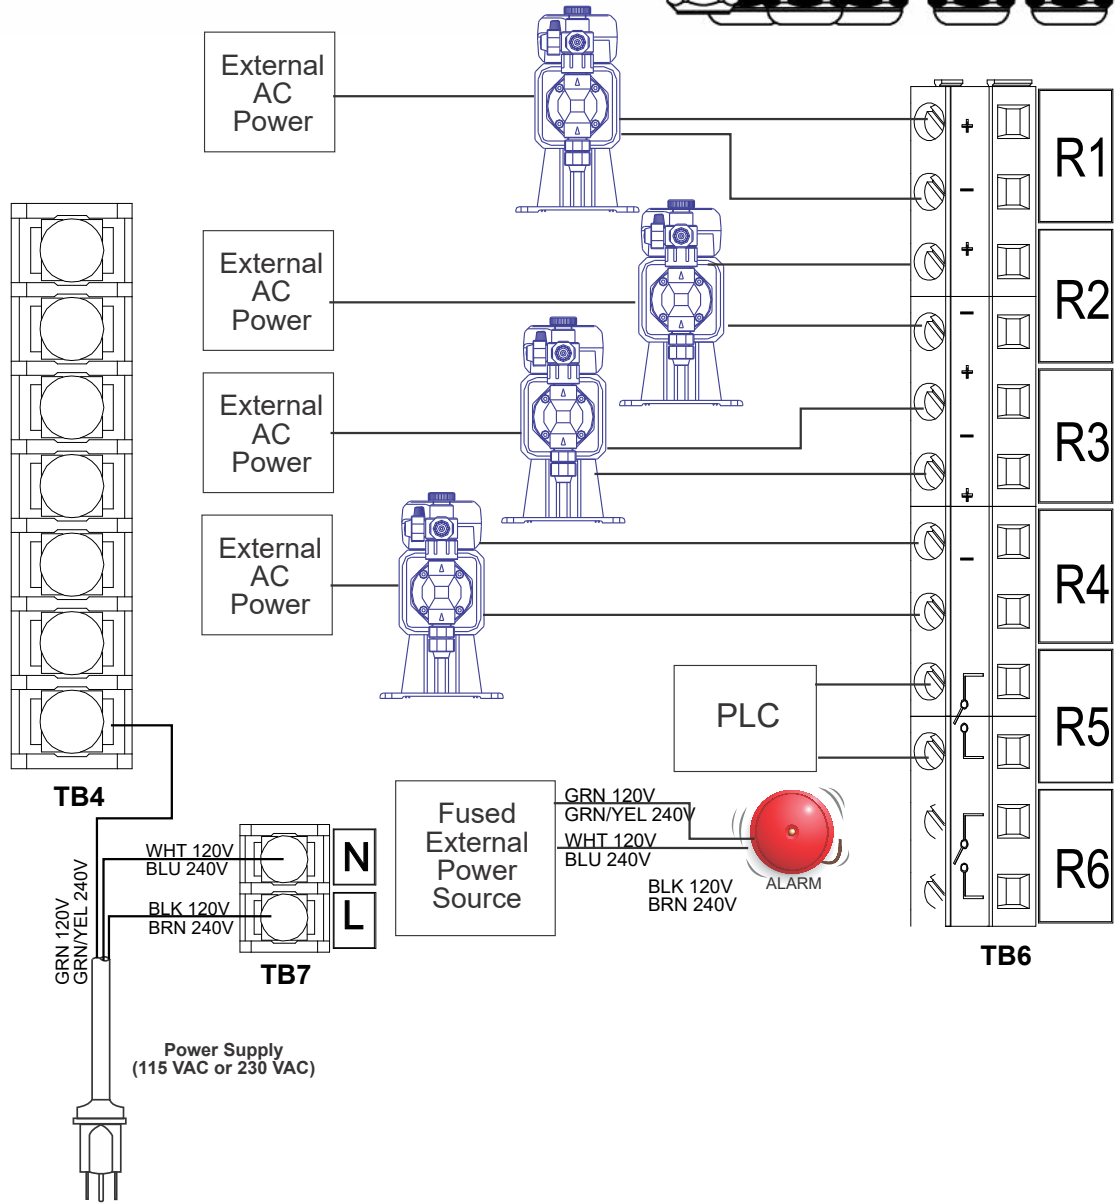 External
AC
Power
R1
+
−
External
AC
Power
+
−
R2
External
AC
Power
+
−
R3
External
AC
Power
+
−
R4
PLC
R5
TB4
Fused
External
Power
Source
GRN 120V
GRN/YEL 240V
WHT 120V
BLU 240V
BLK 120V
BRN 240V
ALARM
R6
TB6
WHT 120V
BLU 240V
N
BLK 120V
BRN 240V
L
TB7
GRN 120V
GRN/YEL 240V
Power Supply
(115 VAC or 230 VAC)